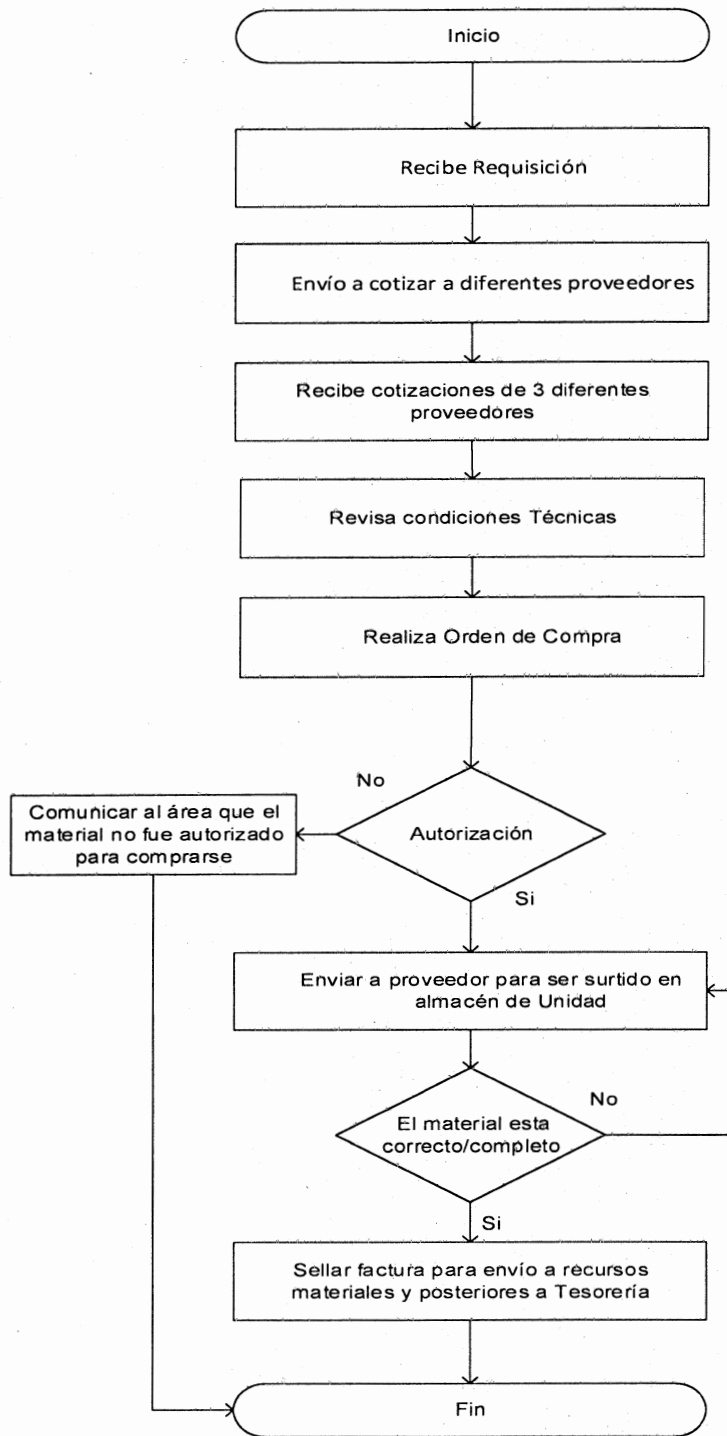 Inicio
Recibe Requisición
Envío a cotizar a diferentes proveedores
Recibe cotizaciones de 3 diferentes
proveedores
Revisa condiciones Técnicas
Realiza Orden de Compra
No
Comunicar al área que el
material no fue autorizado
para comprarse
Autorización
Si
Enviar a proveedor para ser surtido en
almacén de Unidad
No
El material esta
correcto/completo
Si
Sellar factura para envío a recursos
materiales y posteriores a Tesorería
Fin